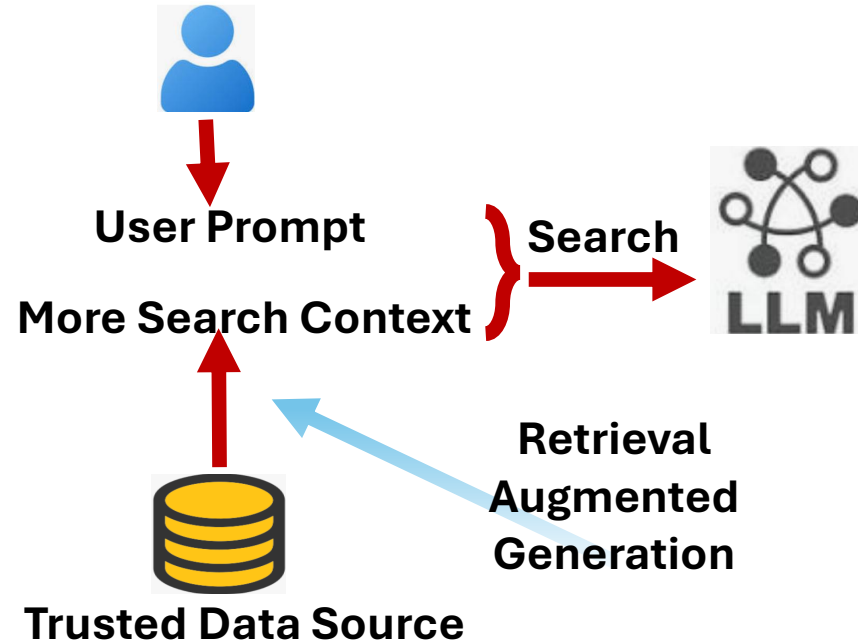 User Prompt
Search
More Search Context
LLM
Retrieval
Augmented
Generation
Trusted Data Source